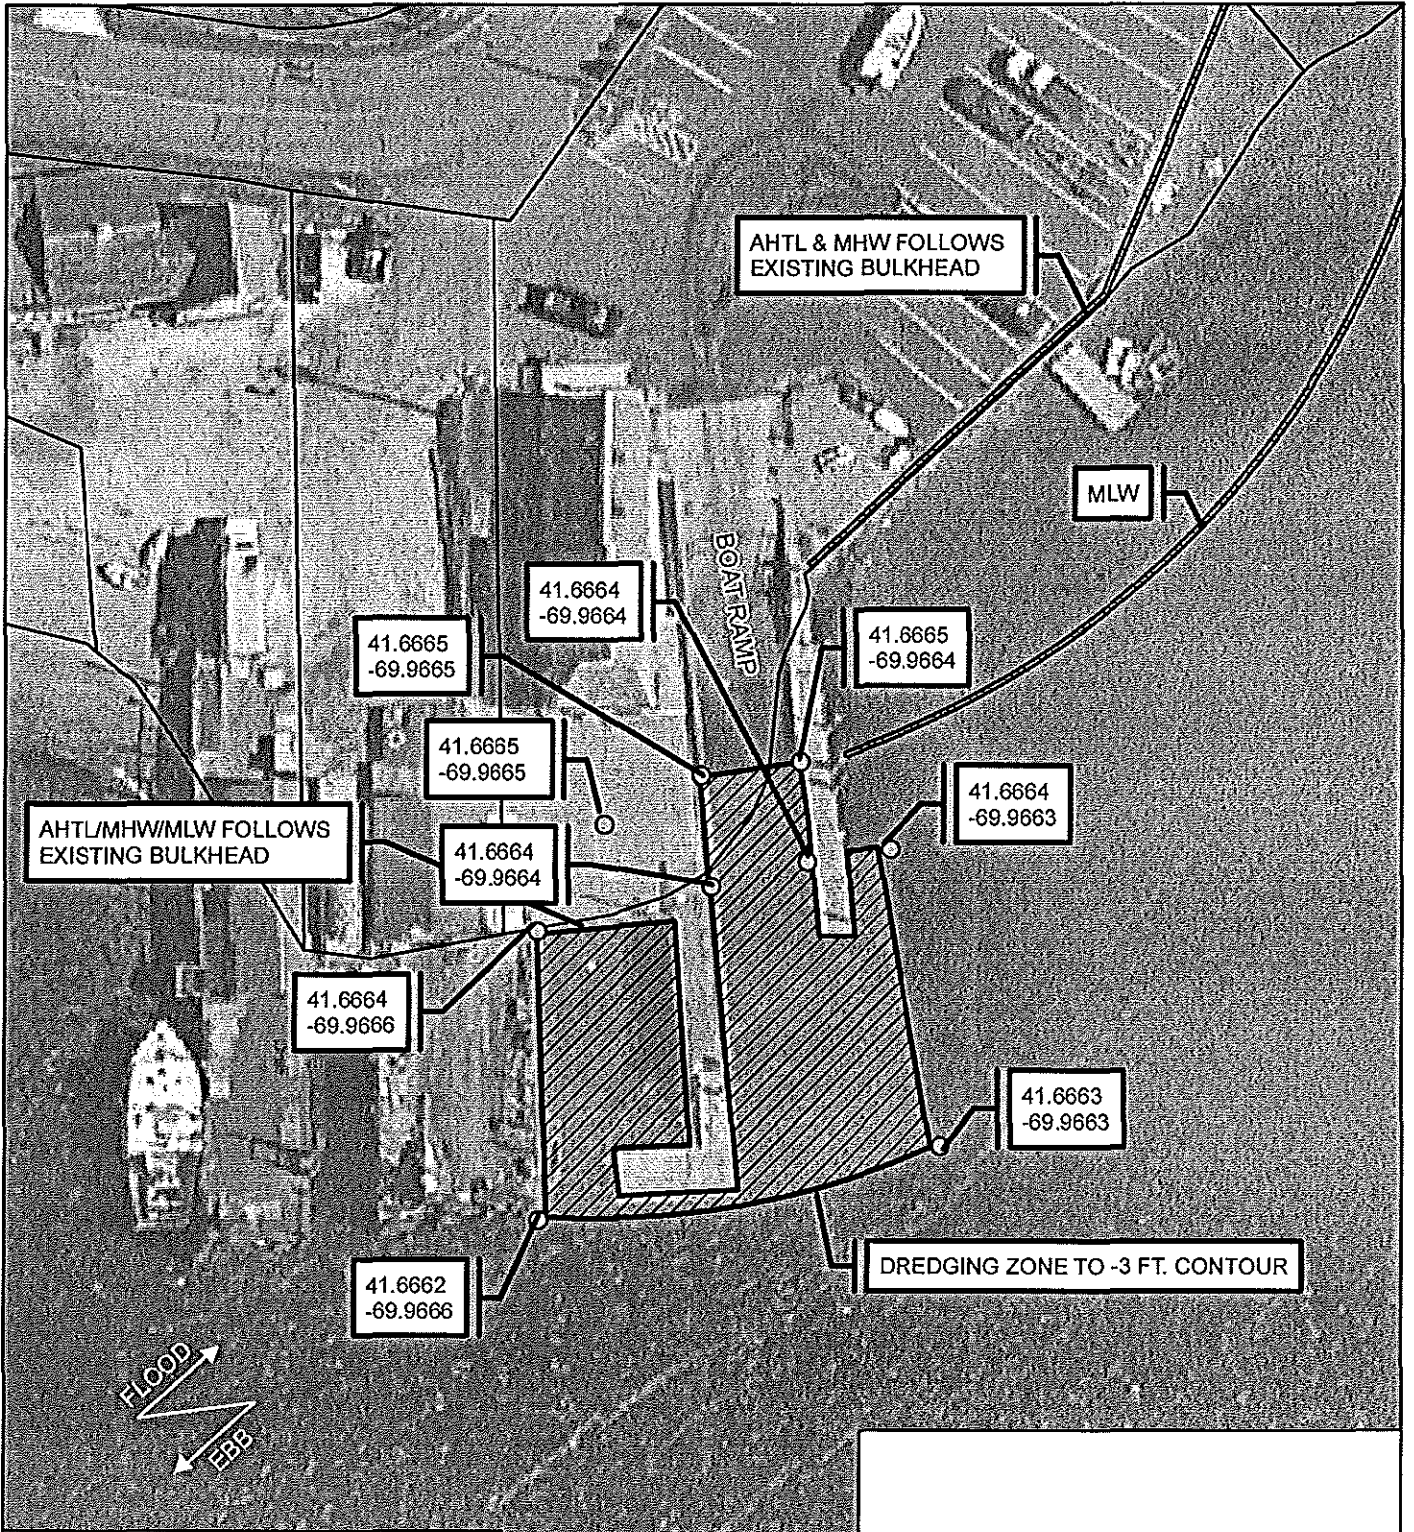 AHTL & MHW FOLLOWS
EXISTING BULKHEAD
MLW
BOAT RAMP
41.6664
-69.9664
41.6665
-69.9665
41.6665
-69.9664
41.6665
-69.9665
41.6664
-69.9663
AHTL/MHW/MLW FOLLOWS
EXISTING BULKHEAD
41.6664
-69.9664
41.6664
-69.9666
41.6663
-69.9663
DREDGING ZONE TO -3 FT. CONTOUR
41.6662
-69.9666
FLOOD
EBB